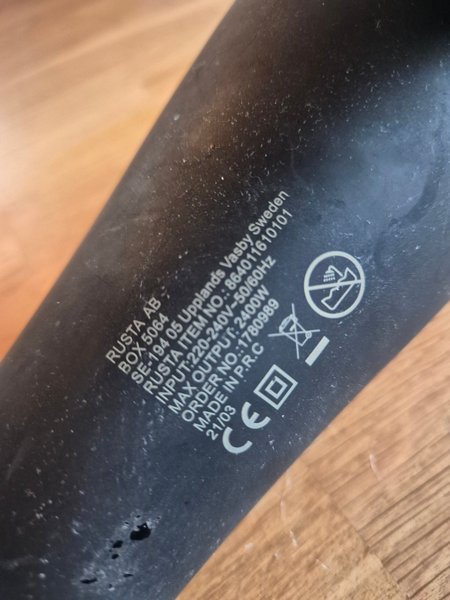 RUSTA AB
BOX 5064
SE-194 05 Upplands Vasby Sweden
RUSTA ITEM NO.: 864011610101
INPUT:220-240V~50/60Hz
MAX OUTPUT: 2400W
ORDER NO.:1780989
MADE IN P.R.C
21/03
CE